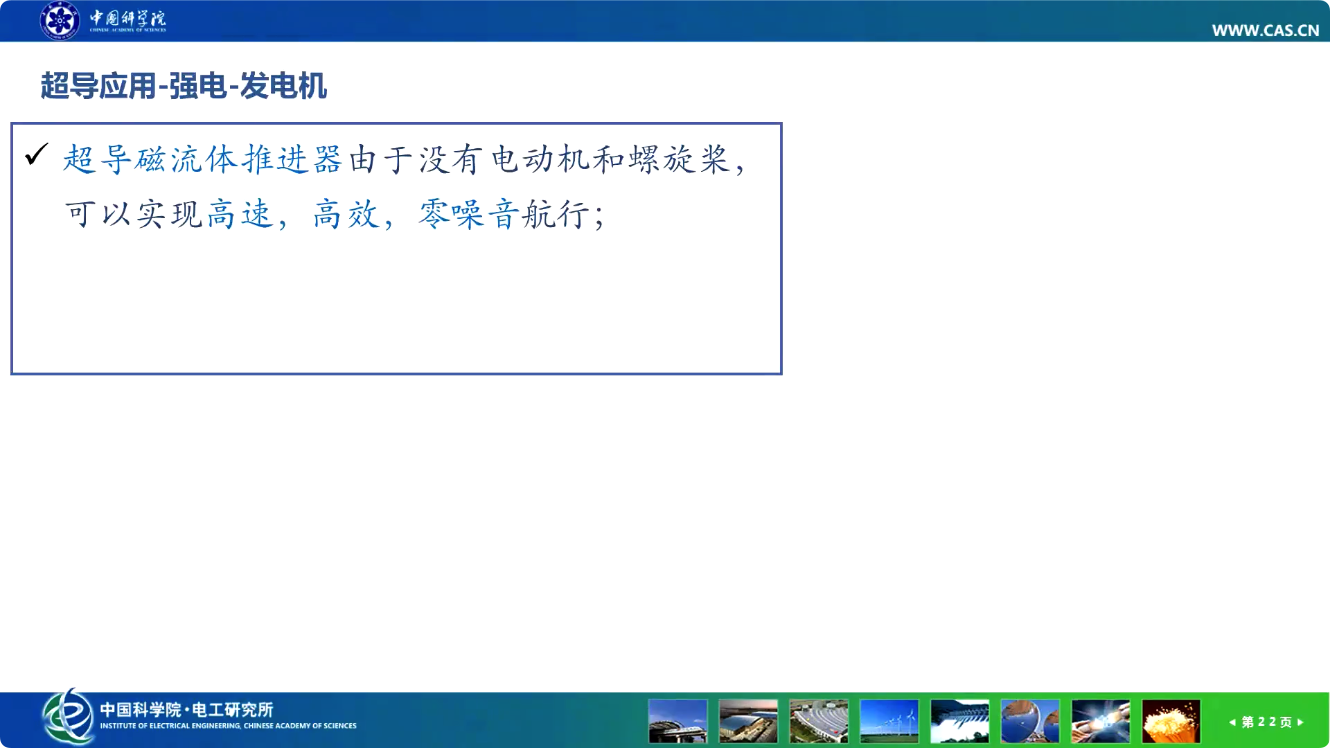 中国科学院
CHINESE ACADEMY OF SCIENCES
WWW.CAS.CN
超导应用-强电-发电机
✓ 超导磁流体推进器由于没有电动机和螺旋桨，
可以实现高速，高效，零噪音航行；
中国科学院·电工研究所
INSTITUTE OF ELECTRICAL ENGINEERING, CHINESE ACADEMY OF SCIENCES
第22页